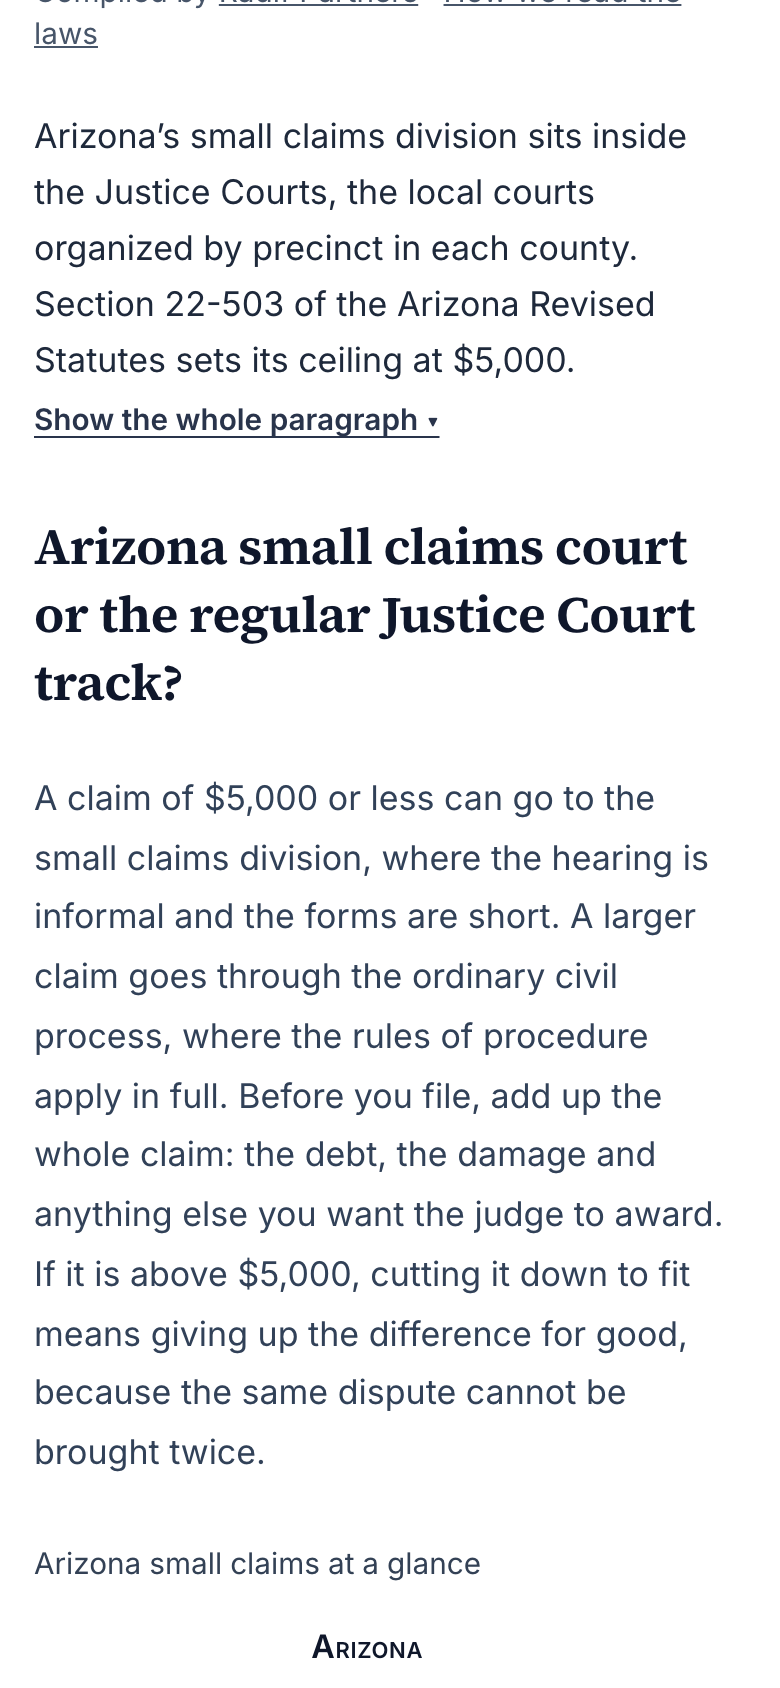 Compiled by
laws
Arizona’s small claims division sits inside
the Justice Courts, the local courts
organized by precinct in each county.
Section 22-503 of the Arizona Revised
Statutes sets its ceiling at $5,000.
Show the whole paragraph ▾
Arizona small claims court
or the regular Justice Court
track?
A claim of $5,000 or less can go to the
small claims division, where the hearing is
informal and the forms are short. A larger
claim goes through the ordinary civil
process, where the rules of procedure
apply in full. Before you file, add up the
whole claim: the debt, the damage and
anything else you want the judge to award.
If it is above $5,000, cutting it down to fit
means giving up the difference for good,
because the same dispute cannot be
brought twice.
Arizona small claims at a glance
ARIZONA